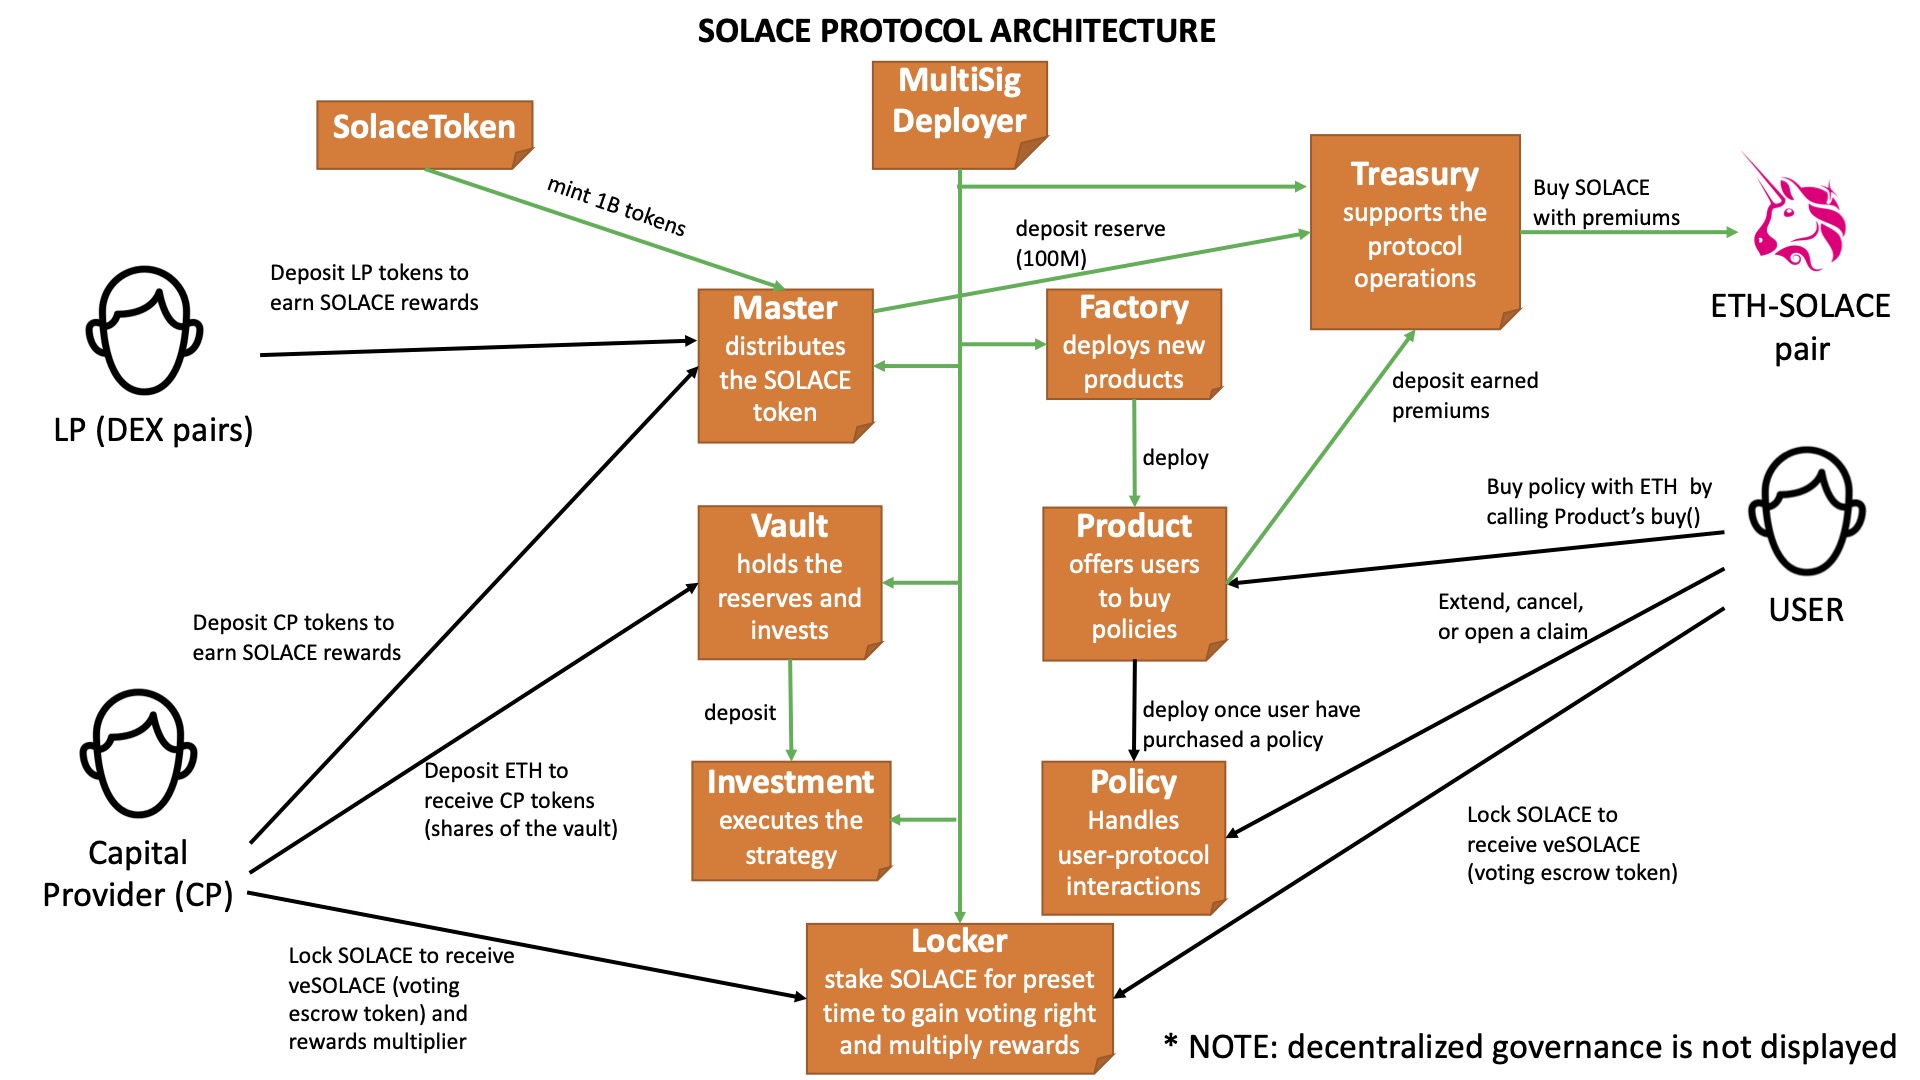 SOLACE PROTOCOL ARCHITECTURE
MultiSig
Deployer
SolaceToken
mint 1B tokens
Treasury
supports the
protocol
operations
Buy SOLACE
with premiums
ETH-SOLACE
pair
deposit reserve
(100M)
Deposit LP tokens to
earn SOLACE rewards
LP (DEX pairs)
Master
distributes
the SOLACE
token
Factory
deploys new
products
deposit earned
premiums
deploy
Buy policy with ETH  by
calling Product’s buy()
USER
Vault
holds the
reserves and
invests
Product
offers users
to buy
policies
Extend, cancel,
or open a claim
Deposit CP tokens to
earn SOLACE rewards
deposit
deploy once user have
purchased a policy
Capital
Provider (CP)
Deposit ETH to
receive CP tokens
(shares of the vault)
Investment
executes the
strategy
Policy
Handles
user-protocol
interactions
Lock SOLACE to
receive veSOLACE
(voting escrow token)
Lock SOLACE to receive
veSOLACE (voting
escrow token) and
rewards multiplier
Locker
stake SOLACE for preset
time to gain voting right
and multiply rewards
* NOTE: decentralized governance is not displayed